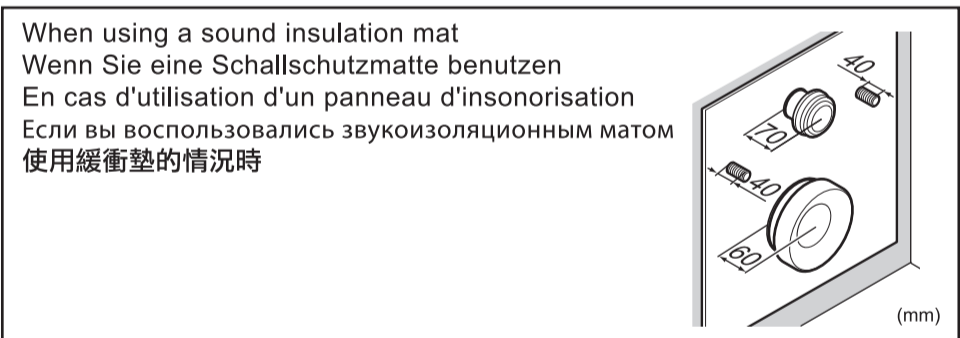 When using a sound insulation mat
Wenn Sie eine Schallschutzmatte benutzen
En cas d'utilisation d'un panneau d'insonorisation
Если вы воспользовались звукоизоляционным матом
使用緩衝墊的情況時
40
70
40
60
(mm)